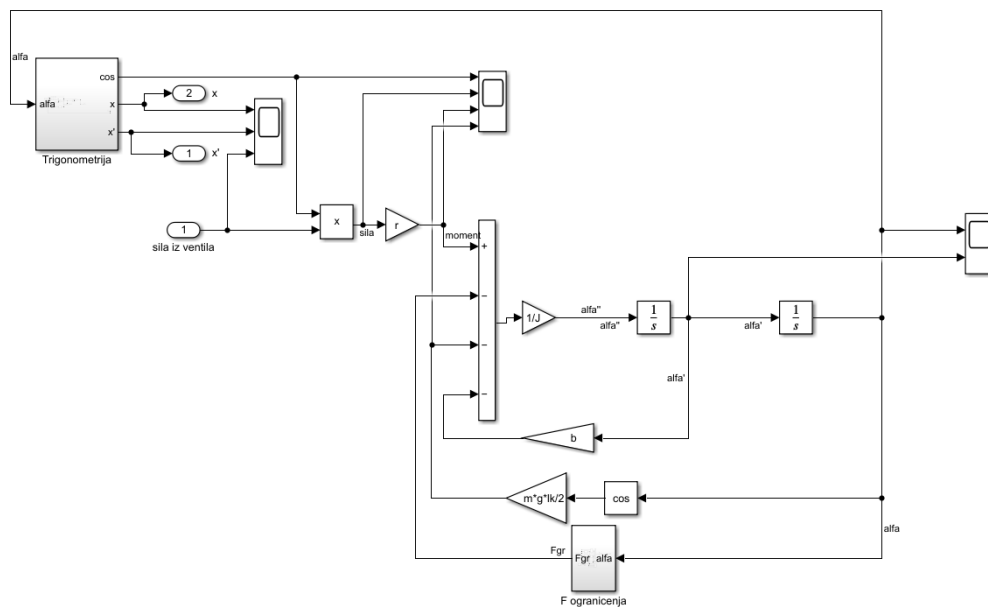 alfa
cos
alfa
x
2
x
x'
1
x'
Trigonometrija
x
r
1
sila
moment
sila iz ventila
+
−
1/J
alfa''
alfa''
1
s
alfa'
1
s
−
alfa'
−
b
m*g*lk/2
cos
alfa
Fgr
Fgr alfa
F ogranicenja